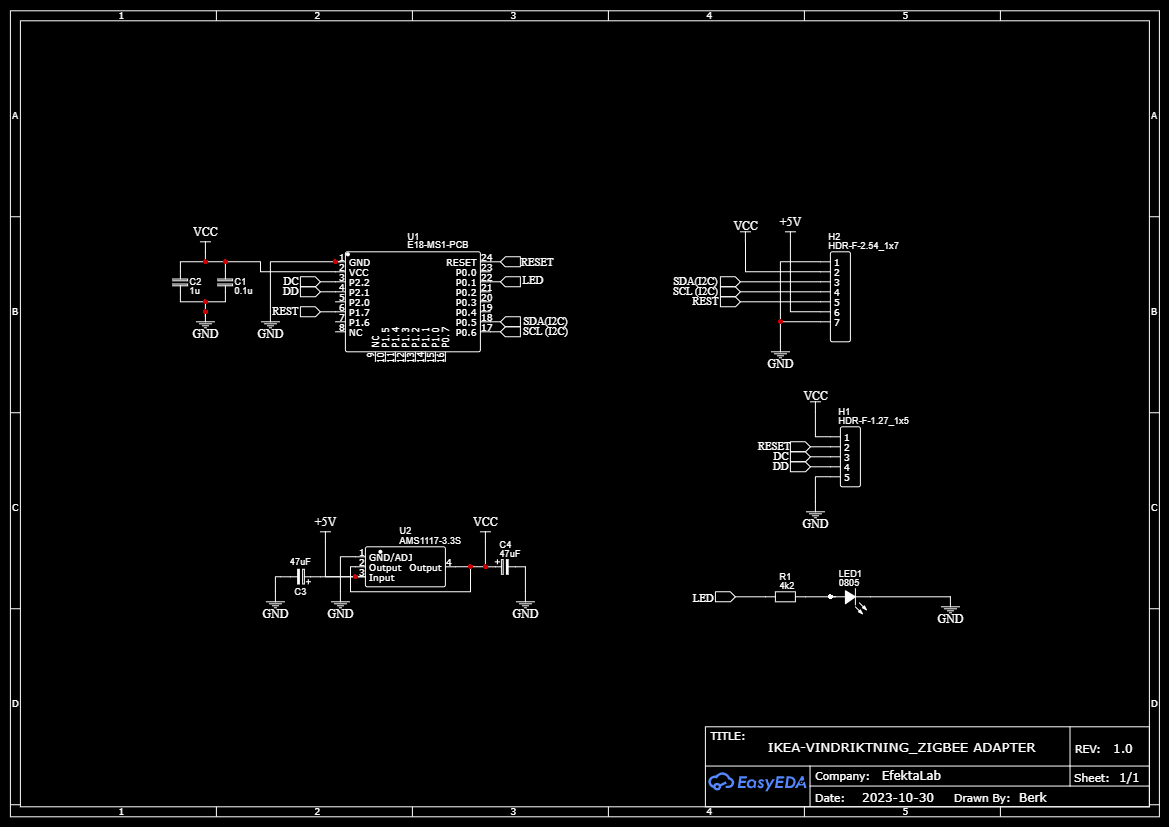 1 2 3 4 5
A A
B B
C C
D D
VCC
C2
1u
C1
0.1u
GND
GND
U1
E18-MS1-PCB
1 GND
2 VCC
DC 3 P2.2
DD 4 P2.1
5 P2.0
REST 6 P1.7
7 P1.6
8 NC
9 NC
10 P1.5
11 P1.4
12 P1.3
13 P1.2
14 P1.1
15 P1.0
16 P0.7
RESET 24 RESET
P0.0 23
P0.1 22 LED
P0.2 21
P0.3 20
P0.4 19
P0.5 18 SDA(I2C)
P0.6 17 SCL (I2C)
VCC
+5V
H2
HDR-F-2.54_1x7
1
2
SDA(I2C) 3
SCL (I2C) 4
REST 5
6
7
GND
VCC
H1
HDR-F-1.27_1x5
1
RESET 2
DC 3
DD 4
5
GND
+5V
VCC
U2
AMS1117-3.3S
1 GND/ADJ
2 Output Output 4
3 Input
47uF
+
C3
C4
47uF
+
GND
GND
GND
LED
R1
4k2
LED1
0805
GND
TITLE:
IKEA-VINDRIKTNING_ZIGBEE ADAPTER
REV: 1.0
EasyEDA
Company: EfektaLab
Sheet: 1/1
Date: 2023-10-30 Drawn By: Berk
1 2 3 4 5